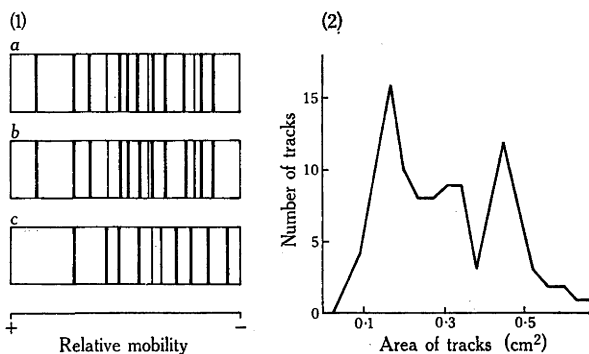 (1)
a
b
c
+ −
Relative mobility
(2)
Number of tracks
15
10
5
0
0·1 0·3 0·5
Area of tracks (cm²)